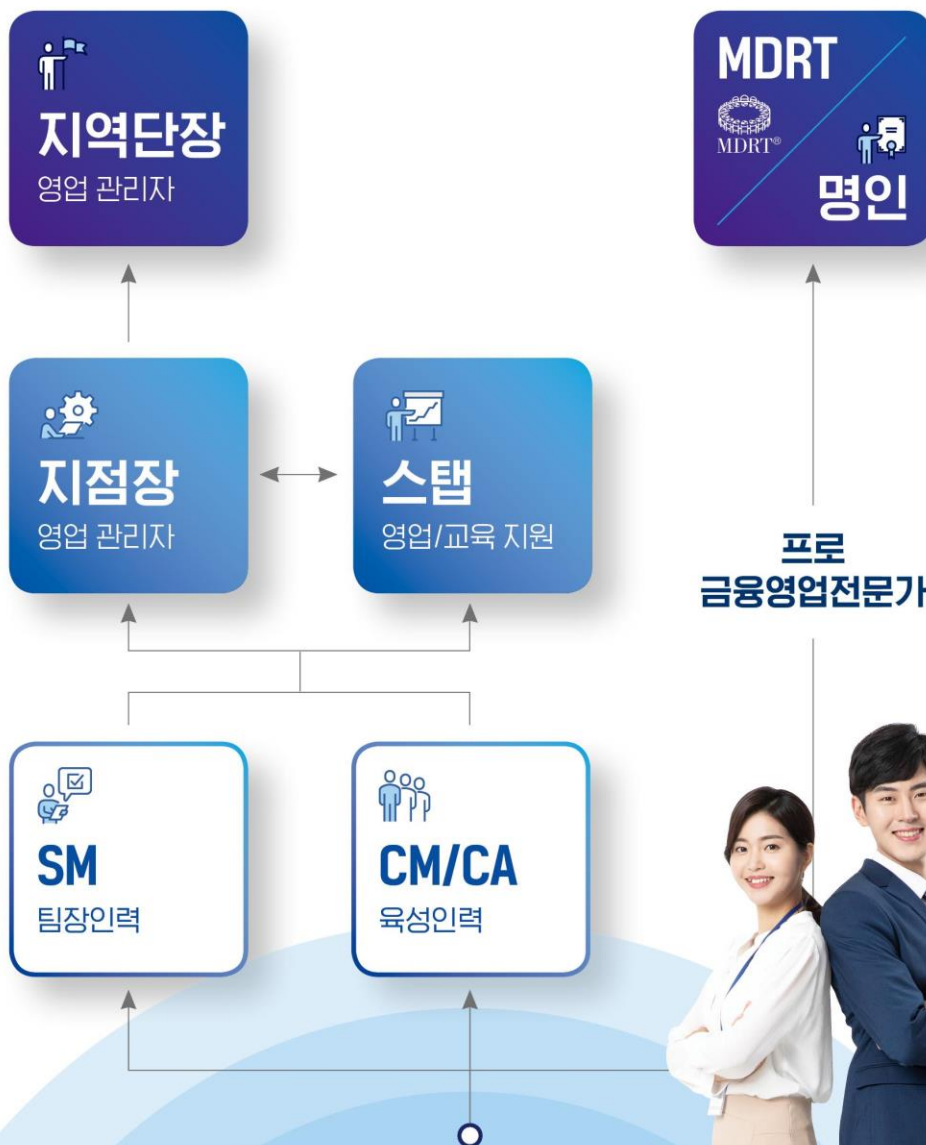 지역단장
영업 관리자
MDRT
MDRT®
명인
지점장
영업 관리자
스탭
영업/교육 지원
프로
금융영업전문가
SM
팀장인력
CM/CA
육성인력